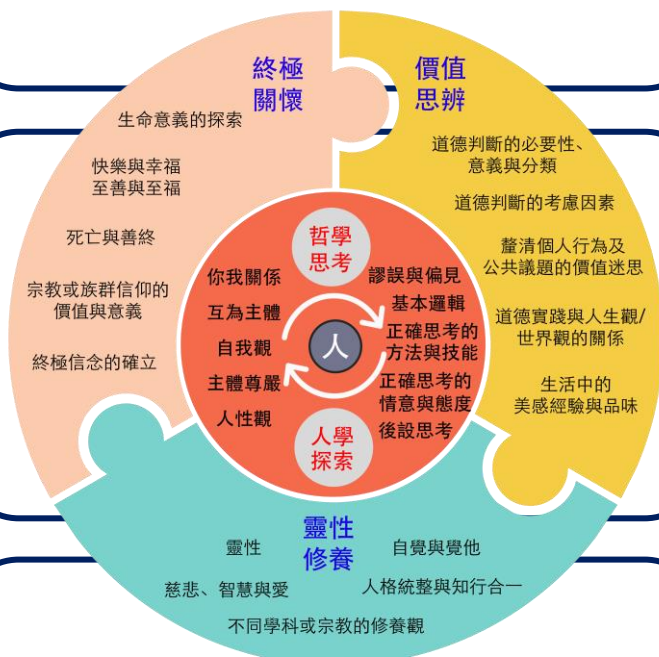 終極
關懷
生命意義的探索
快樂與幸福
至善與至福
死亡與善終
宗教或族群信仰的
價值與意義
終極信念的確立
價值
思辨
道德判斷的必要性、
意義與分類
道德判斷的考慮因素
釐清個人行為及
公共議題的價值迷思
道德實踐與人生觀/
世界觀的關係
生活中的
美感經驗與品味
哲學
思考
你我關係
互為主體
自我觀
主體尊嚴
人性觀
人
謬誤與偏見
基本邏輯
正確思考的
方法與技能
正確思考的
情意與態度
後設思考
人學
探索
靈性
修養
靈性
慈悲、智慧與愛
自覺與覺他
人格統整與知行合一
不同學科或宗教的修養觀